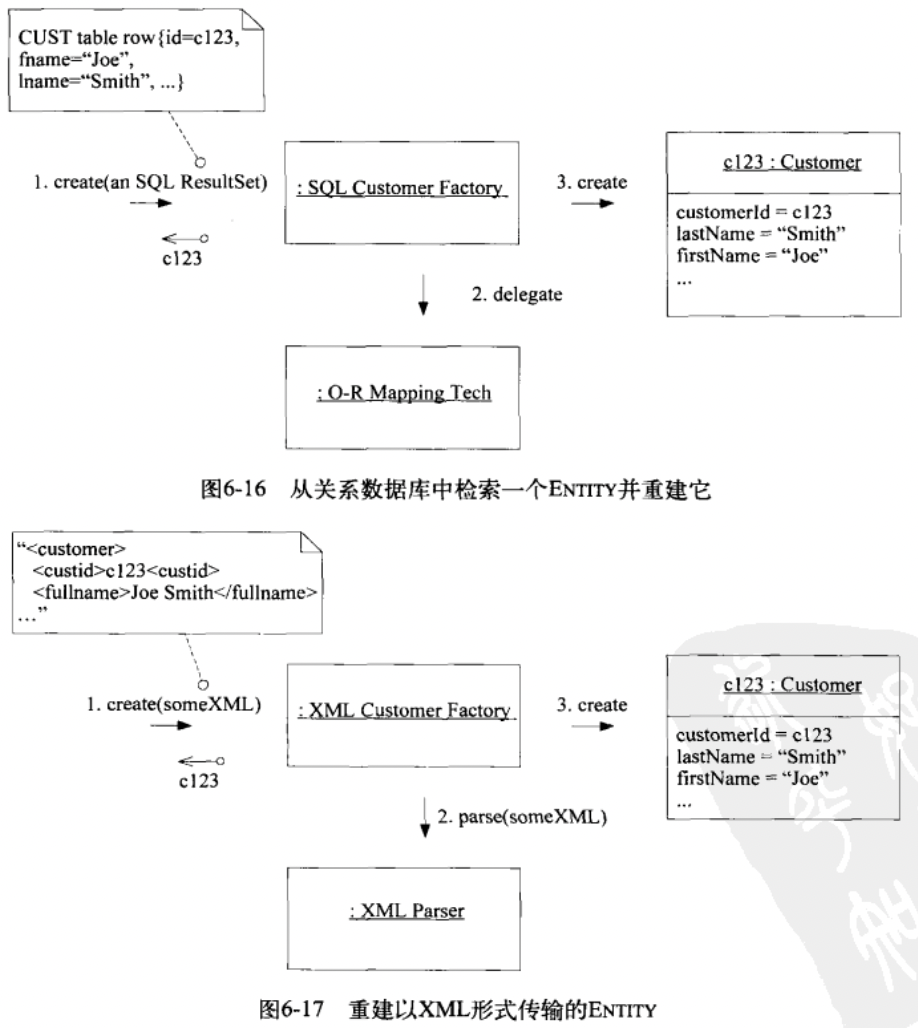 CUST table row{id=c123,
fname=“Joe”,
lname=“Smith”, ...}
1. create(an SQL ResultSet)
c123
: SQL Customer Factory
3. create
c123 : Customer
customerId = c123
lastName = “Smith”
firstName = “Joe”
...
2. delegate
: O-R Mapping Tech
图6-16 从关系数据库中检索一个ENTITY并重建它
“<customer>
<custid>c123<custid>
<fullname>Joe Smith</fullname>
...”
1. create(someXML)
c123
: XML Customer Factory
3. create
c123 : Customer
customerId = c123
lastName = “Smith”
firstName = “Joe”
...
2. parse(someXML)
: XML Parser
图6-17 重建以XML形式传输的ENTITY